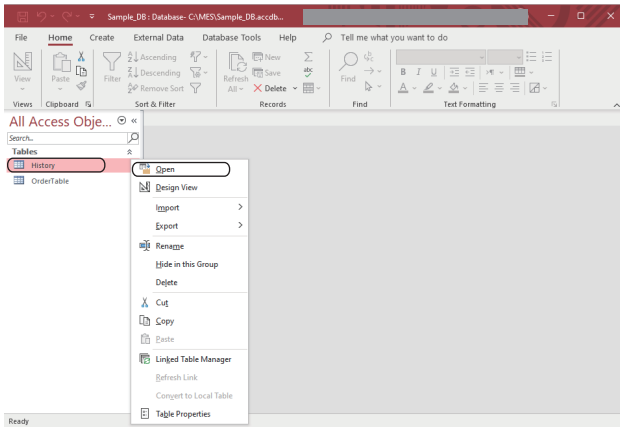 Sample_DB : Database- C:\MES\Sample_DB.accdb...
File Home Create External Data Database Tools Help Tell me what you want to do
View
Paste
Filter
Ascending
Descending
Remove Sort
Refresh
All
New
Save
Delete
Find
B I U
A
Views Clipboard Sort & Filter Records Find Text Formatting
All Access Obje...
Search..
Tables
History
OrderTable
Open
Design View
Import
Export
Rename
Hide in this Group
Delete
Cut
Copy
Paste
Linked Table Manager
Refresh Link
Convert to Local Table
Table Properties
Ready